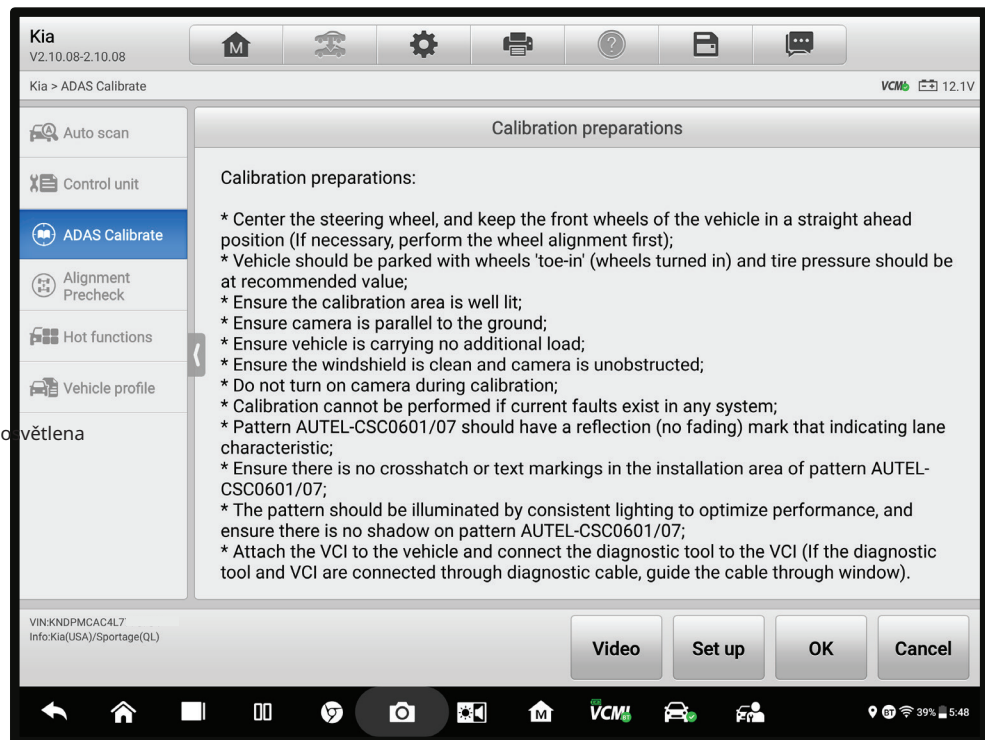 Kia
V2.10.08-2.10.08
M
?
Kia > ADAS Calibrate
VCMI 12.1V
Auto scan
Control unit
ADAS Calibrate
Alignment
Precheck
Hot functions
Vehicle profile
osvětlena
Calibration preparations
Calibration preparations:
* Center the steering wheel, and keep the front wheels of the vehicle in a straight ahead
position (If necessary, perform the wheel alignment first);
* Vehicle should be parked with wheels 'toe-in' (wheels turned in) and tire pressure should be
at recommended value;
* Ensure the calibration area is well lit;
* Ensure camera is parallel to the ground;
* Ensure vehicle is carrying no additional load;
* Ensure the windshield is clean and camera is unobstructed;
* Do not turn on camera during calibration;
* Calibration cannot be performed if current faults exist in any system;
* Pattern AUTEL-CSC0601/07 should have a reflection (no fading) mark that indicating lane
characteristic;
* Ensure there is no crosshatch or text markings in the installation area of pattern AUTEL-
CSC0601/07;
* The pattern should be illuminated by consistent lighting to optimize performance, and
ensure there is no shadow on pattern AUTEL-CSC0601/07;
* Attach the VCI to the vehicle and connect the diagnostic tool to the VCI (If the diagnostic
tool and VCI are connected through diagnostic cable, guide the cable through window).
VIN:KNDPMCAC4L7
Info:Kia(USA)/Sportage(QL)
Video
Set up
OK
Cancel
M
VCMI BT
BT 39% 5:48